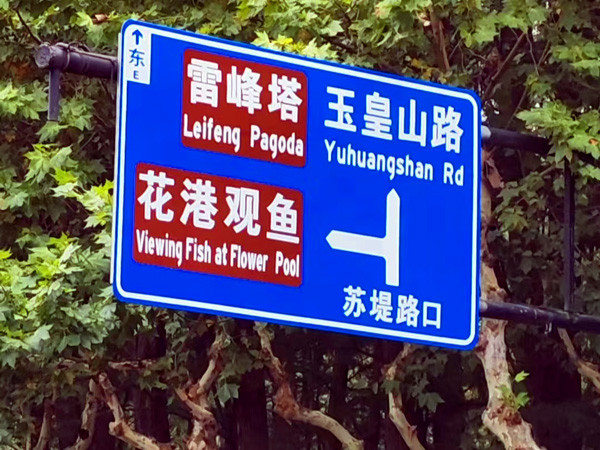 东
E
雷峰塔
Leifeng Pagoda
花港观鱼
Viewing Fish at Flower Pool
玉皇山路
Yuhuangshan Rd
苏堤路口